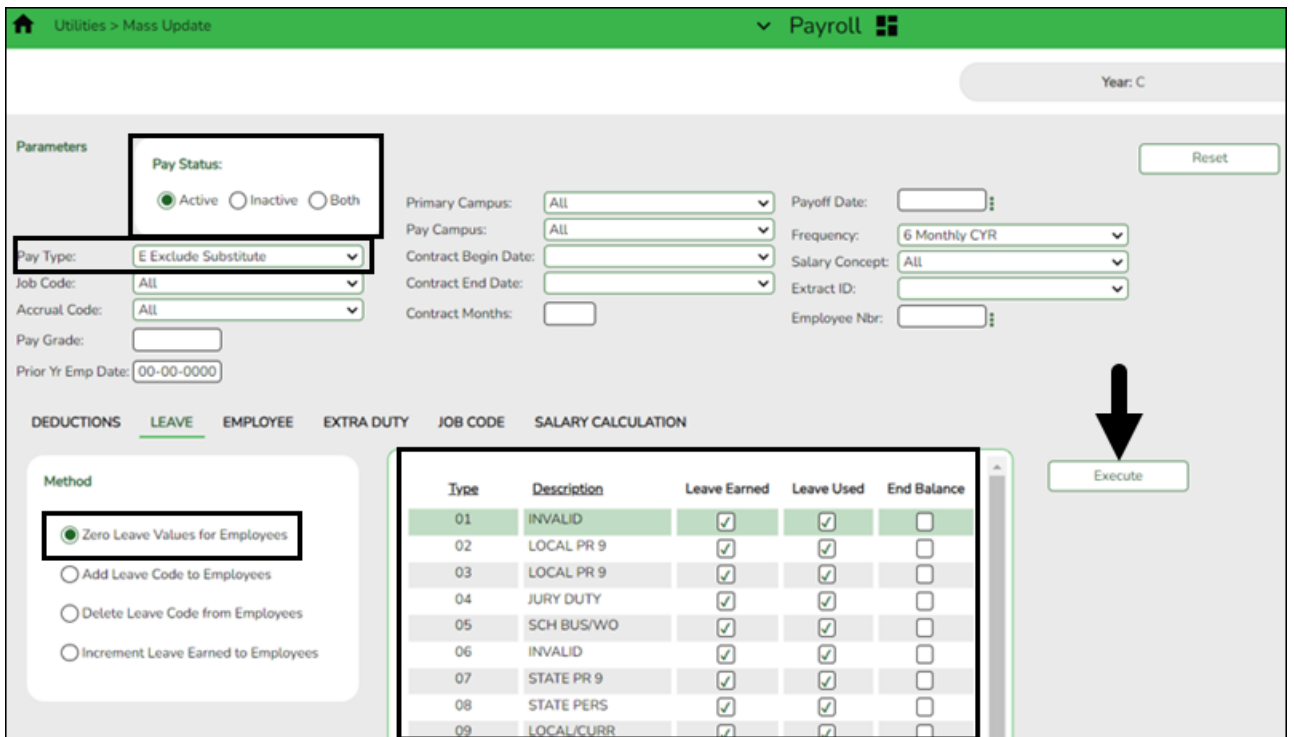 Utilities > Mass Update
Payroll
Year: C
Parameters
Pay Status:
Reset
Active Inactive Both
Primary Campus: All
Payoff Date:
Pay Campus: All
Frequency: 6 Monthly CYR
Pay Type: E Exclude Substitute
Contract Begin Date:
Salary Concept: All
Job Code: All
Contract End Date:
Extract ID:
Accrual Code: All
Contract Months:
Employee Nbr:
Pay Grade:
Prior Yr Emp Date: 00-00-0000
DEDUCTIONS LEAVE EMPLOYEE EXTRA DUTY JOB CODE SALARY CALCULATION
Method
Zero Leave Values for Employees
Add Leave Code to Employees
Delete Leave Code from Employees
Increment Leave Earned to Employees
Type Description Leave Earned Leave Used End Balance
01 INVALID
02 LOCAL PR 9
03 LOCAL PR 9
04 JURY DUTY
05 SCH BUS/WO
06 INVALID
07 STATE PR 9
08 STATE PERS
09 LOCAL/CURR
Execute